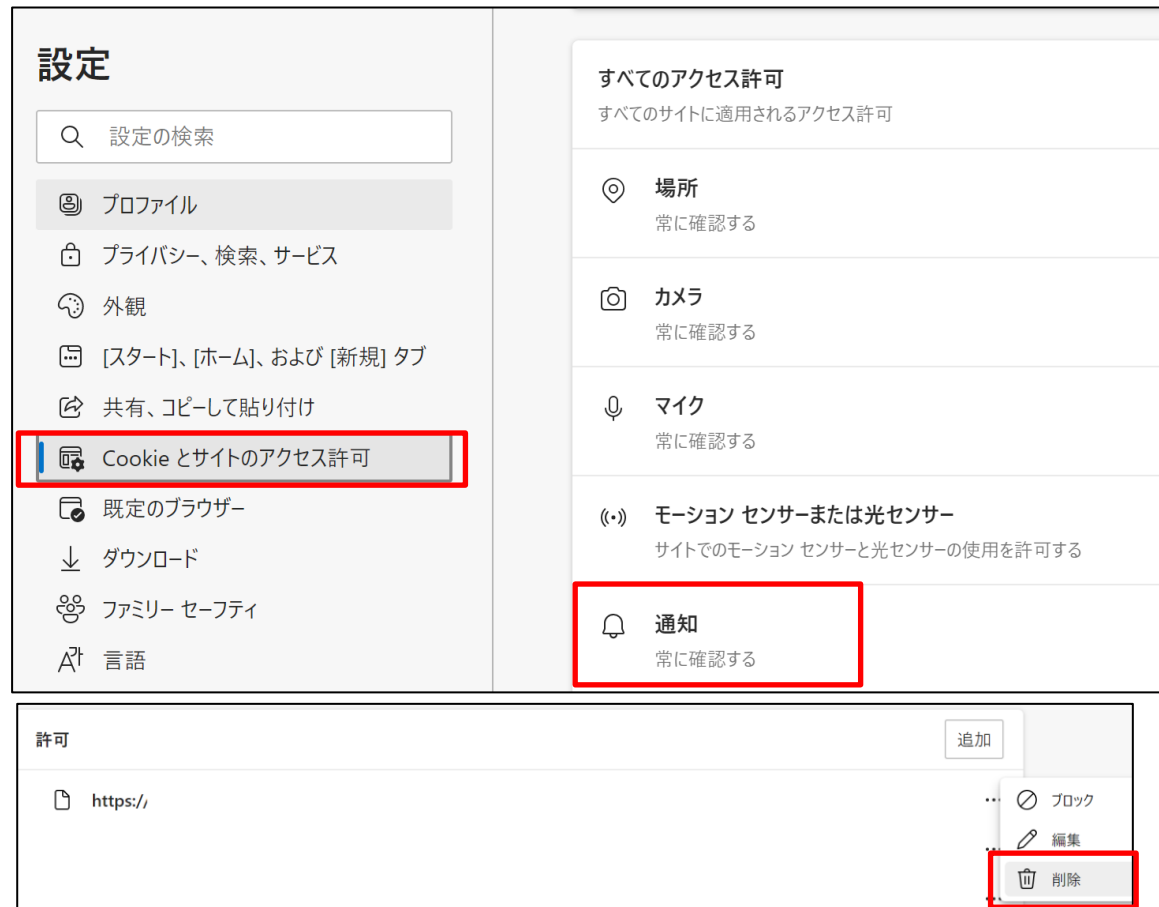 設定
設定の検索
プロファイル
プライバシー、検索、サービス
外観
[スタート]、[ホーム]、および [新規] タブ
共有、コピーして貼り付け
Cookie とサイトのアクセス許可
既定のブラウザー
ダウンロード
ファミリー セーフティ
言語
すべてのアクセス許可
すべてのサイトに適用されるアクセス許可
場所
常に確認する
カメラ
常に確認する
マイク
常に確認する
モーション センサーまたは光センサー
サイトでのモーション センサーと光センサーの使用を許可する
通知
常に確認する
許可
追加
https://
ブロック
編集
削除